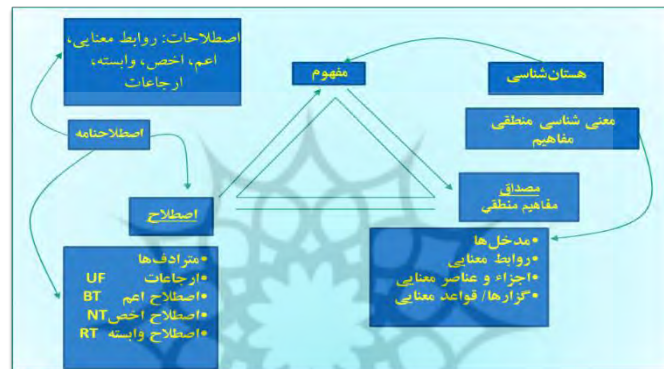 اصطلاحات: روابط معنایی،
اعم، اخص، وابسته،
ارجاعات
مفهوم
هستان‌شناسی
معنی شناسی منطقی
مفاهیم
اصطلاحنامه
مصداق
مفاهیم منطقی
اصطلاح
•مدخل‌ها
•روابط معنایی
•اجزاء و عناصر معنایی
•گزارها/ قواعد معنایی
•مترادف‌ها
•ارجاعات UF
•اصطلاح اعم BT
•اصطلاح اخص NT
•اصطلاح وابسته RT